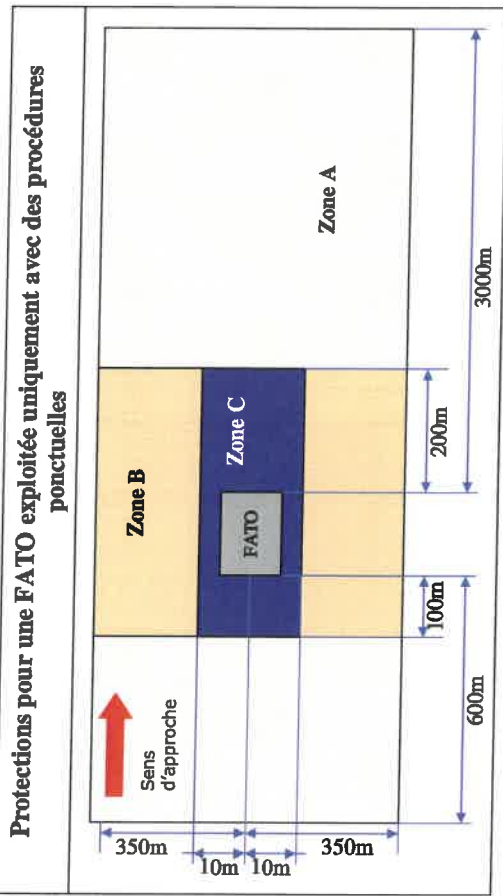 Protections pour une FATO exploitée uniquement avec des procédures
ponctuelles
Sens
d'approche
Zone B
Zone C
FATO
Zone A
350m
10m
10m
350m
100m
200m
600m
3000m